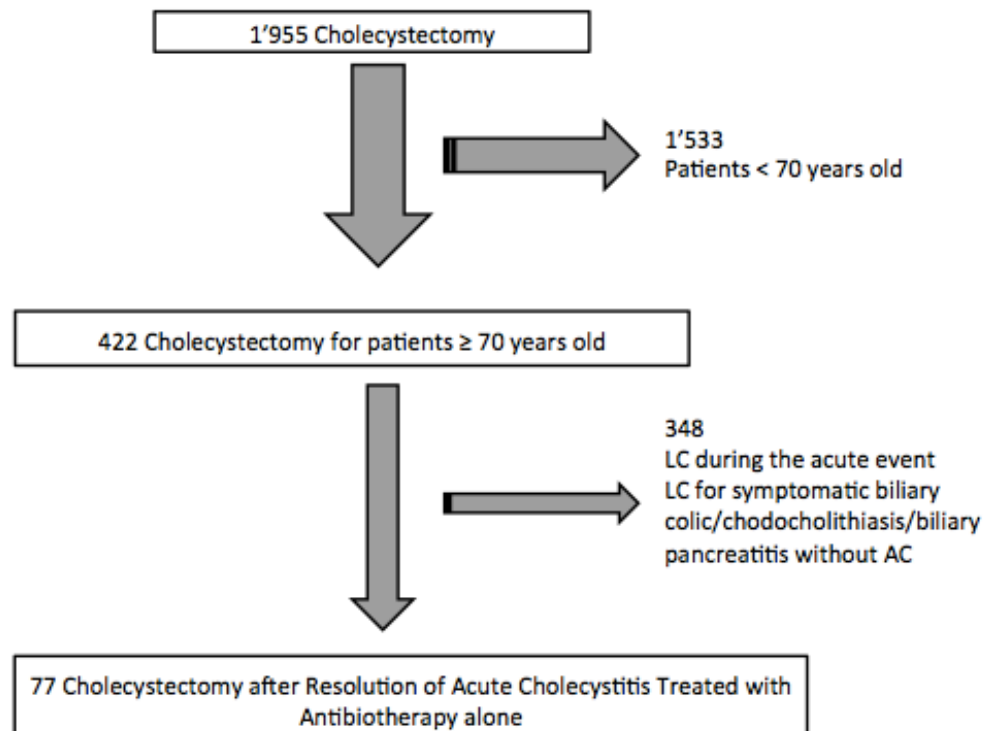 1’955 Cholecystectomy
1’533
Patients < 70 years old
422 Cholecystectomy for patients ≥ 70 years old
348
LC during the acute event
LC for symptomatic biliary
colic/chodocholithiasis/biliary
pancreatitis without AC
77 Cholecystectomy after Resolution of Acute Cholecystitis Treated with
Antibiotherapy alone